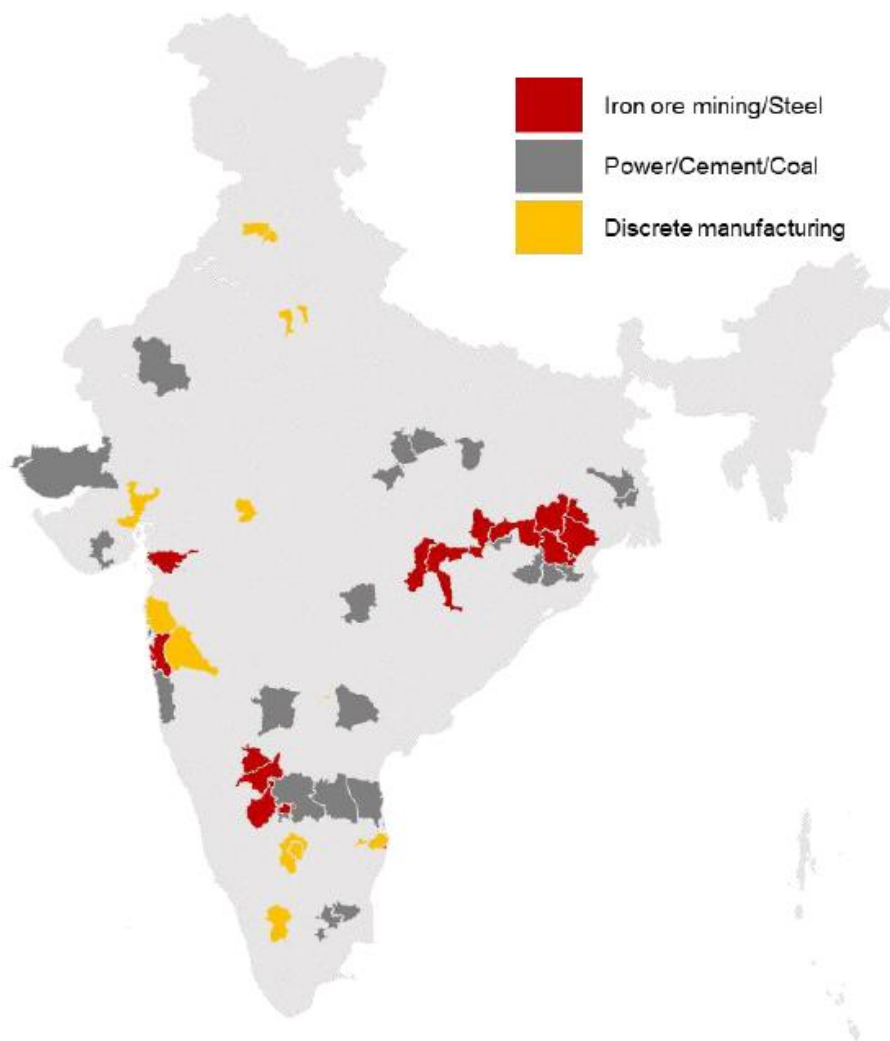 Iron ore mining/Steel
Power/Cement/Coal
Discrete manufacturing